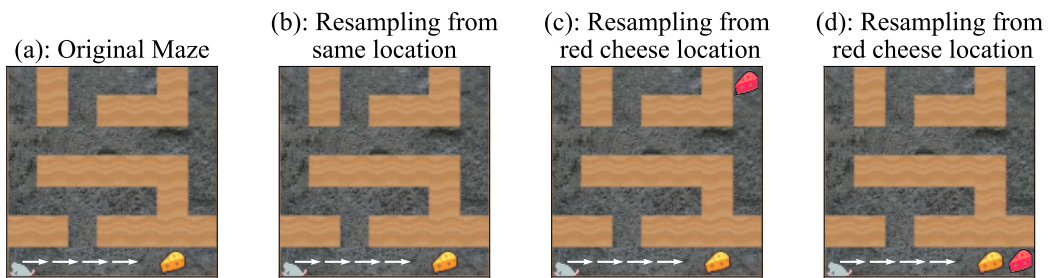 (a): Original Maze
(b): Resampling from
same location
(c): Resampling from
red cheese location
(d): Resampling from
red cheese location